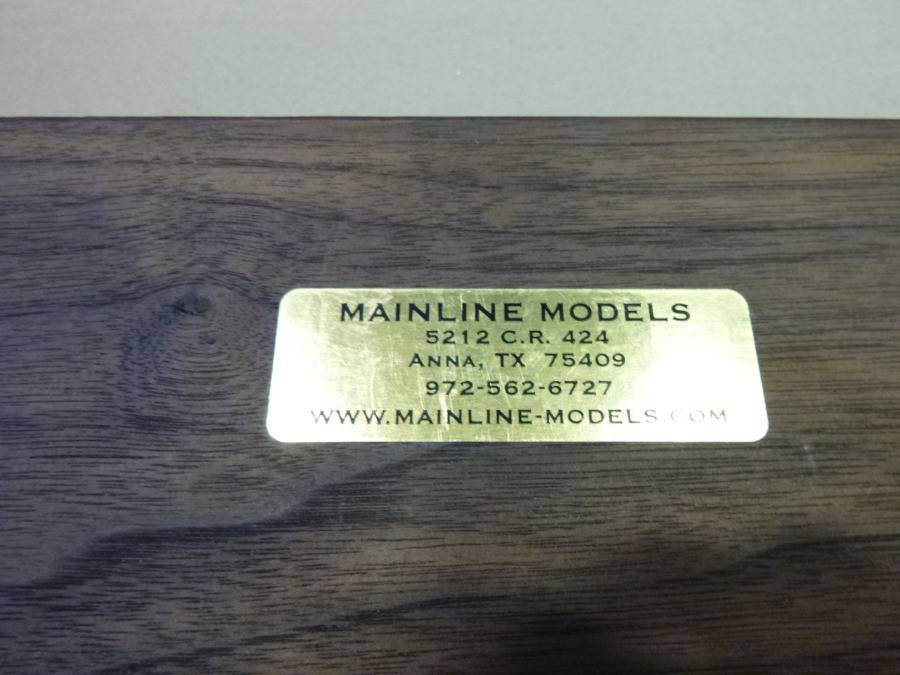 MAINLINE MODELS
5212 C.R. 424
ANNA, TX 75409
972-562-6727
WWW.MAINLINE-MODELS.COM